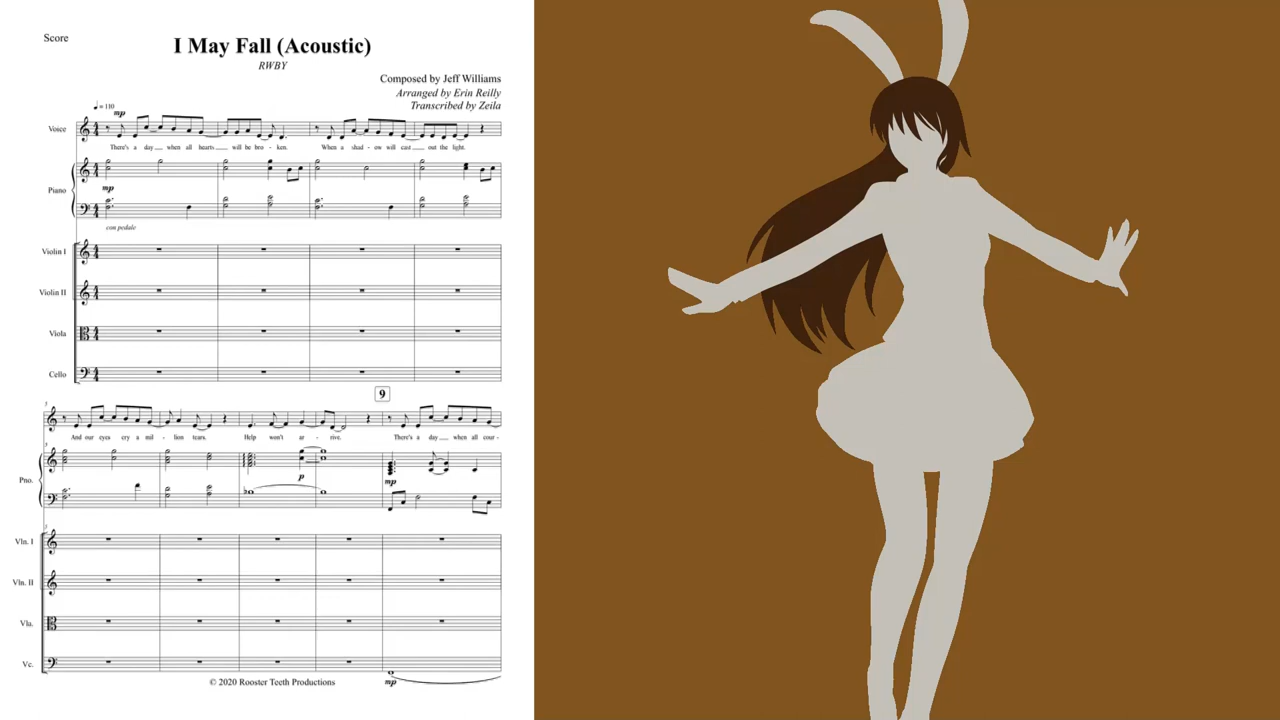 Score
I May Fall (Acoustic)
RWBY
Composed by Jeff Williams
Arranged by Erin Reilly
Transcribed by Zeila
♩ = 110
mp
Voice
There's a day when all hearts will be bro - ken. When a shad - ow will cast out the light.
Piano
mp
con pedale
Violin I
Violin II
Viola
Cello
9
5
And our eyes cry a mil - lion tears. Help won't ar - rive. There's a day when all cour-
5
Pno.
p
mp
5
Vln. I
Vln. II
Vla.
Vc.
mp
© 2020 Rooster Teeth Productions